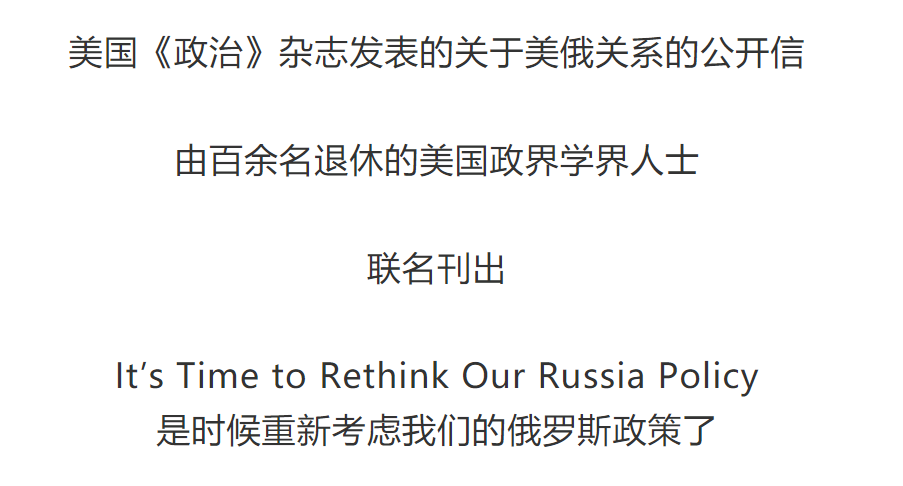 美国《政治》杂志发表的关于美俄关系的公开信
由百余名退休的美国政界学界人士
联名刊出
It’s Time to Rethink Our Russia Policy
是时候重新考虑我们的俄罗斯政策了